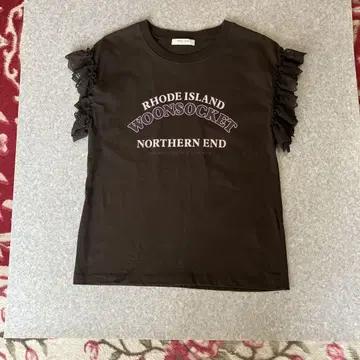 RHODE ISLAND
WOONSOCKET
NORTHERN END